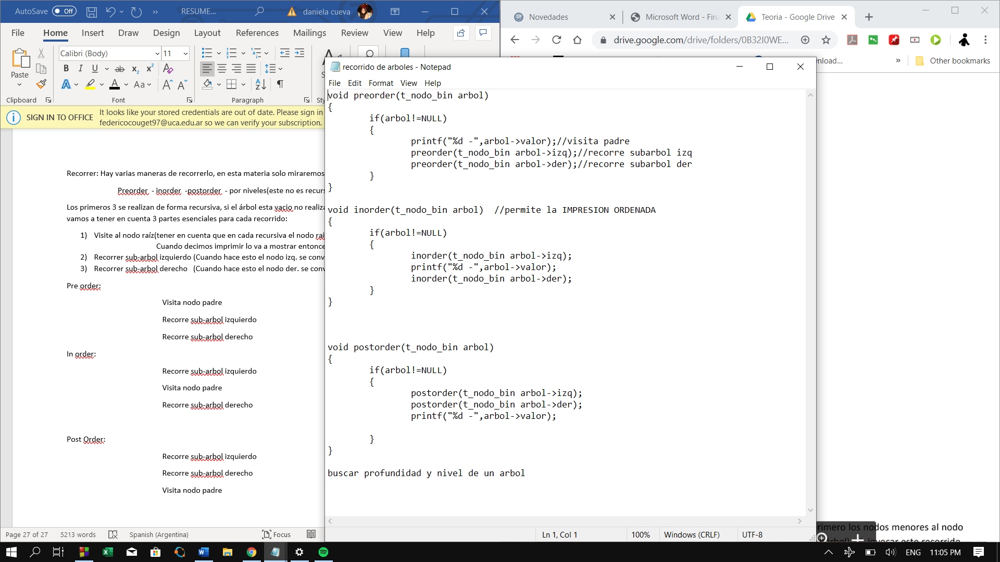 AutoSave Off RESUME... daniela cueva
File Home Insert Draw Design Layout References Mailings Review View Help
Calibri (Body) 11
Paste
Clipboard Font Paragraph
SIGN IN TO OFFICE It looks like your stored credentials are out of date. Please sign in
federicocouget97@uca.edu.ar so we can verify your subscription.
Recorrer: Hay varias maneras de recorrerlo, en esta materia solo miraremos
Preorder - inorder -postorder - por niveles(este no es recurs
Los primeros 3 se realizan de forma recursiva, si el árbol esta vacio no realiza
vamos a tener en cuenta 3 partes esenciales para cada recorrido:
1) Visite al nodo raíz(tener en cuenta que en cada recursiva el nodo rai
Cuando decimos imprimir lo va a mostrar entonce
2) Recorrer sub-arbol izquierdo (Cuando hace esto el nodo izq. se conv
3) Recorrer sub-arbol derecho (Cuando hace esto el nodo der. se conv
Pre order:
Visita nodo padre
Recorre sub-arbol izquierdo
Recorre sub-arbol derecho
In order:
Recorre sub-arbol izquierdo
Visita nodo padre
Recorre sub-arbol derecho
Post Order:
Recorre sub-arbol izquierdo
Recorre sub-arbol derecho
Visita nodo padre
Page 27 of 27 5213 words Spanish (Argentina) Focus
Novedades Microsoft Word - Fina Teoria - Google Drive
drive.google.com/drive/folders/0B32I0WE...
nload... » Other bookmarks
recorrido de arboles - Notepad
File Edit Format View Help
void preorder(t_nodo_bin arbol)
{
if(arbol!=NULL)
{
printf("%d -",arbol->valor);//visita padre
preorder(t_nodo_bin arbol->izq);//recorre subarbol izq
preorder(t_nodo_bin arbol->der);//recorre subarbol der
}
}
void inorder(t_nodo_bin arbol) //permite la IMPRESION ORDENADA
{
if(arbol!=NULL)
{
inorder(t_nodo_bin arbol->izq);
printf("%d -",arbol->valor);
inorder(t_nodo_bin arbol->der);
}
}
void postorder(t_nodo_bin arbol)
{
if(arbol!=NULL)
{
postorder(t_nodo_bin arbol->izq);
postorder(t_nodo_bin arbol->der);
printf("%d -",arbol->valor);
}
}
buscar profundidad y nivel de un arbol
Ln 1, Col 1 100% Windows (CRLF) UTF-8
rimero los nodos menores al nodo
invocar este recorrido
ENG 11:05 PM